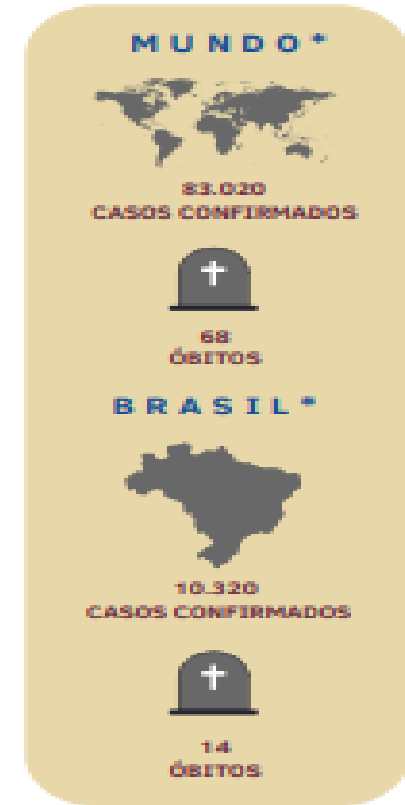 MUNDO*
83.020
CASOS CONFIRMADOS
68
ÓBITOS
BRASIL*
10.320
CASOS CONFIRMADOS
14
ÓBITOS